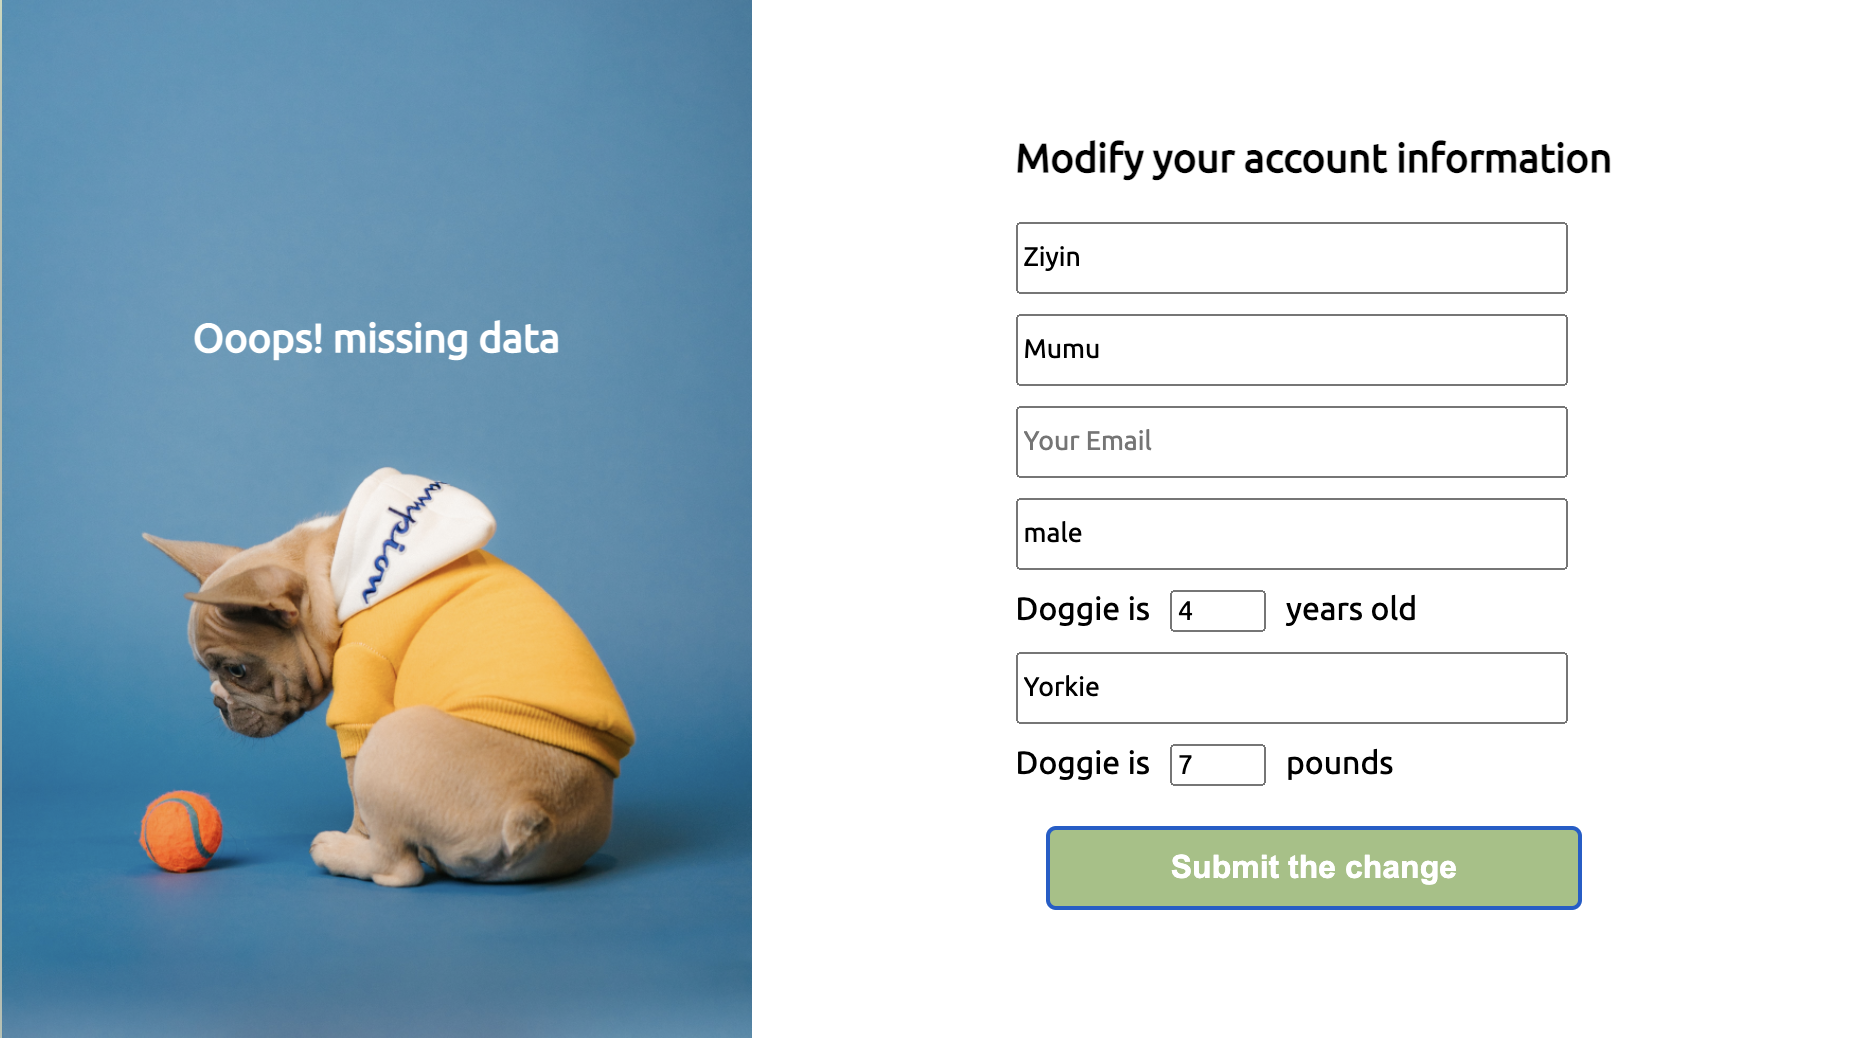 Ooops! missing data
ampion
Modify your account information
Ziyin
Mumu
Your Email
male
Doggie is 4 years old
Yorkie
Doggie is 7 pounds
Submit the change